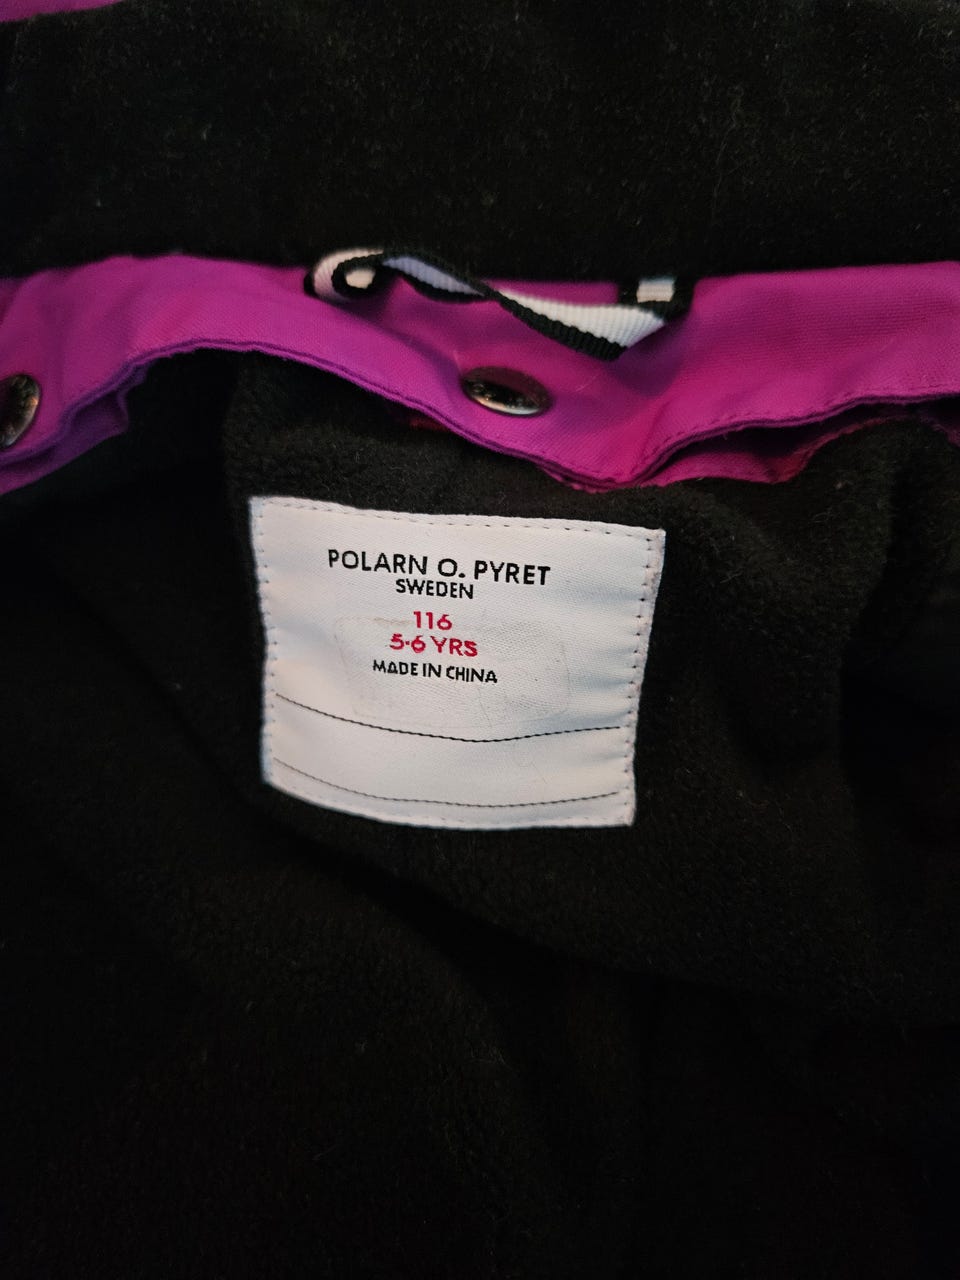 POLARN O. PYRET
SWEDEN
116
5-6 YRS
MADE IN CHINA